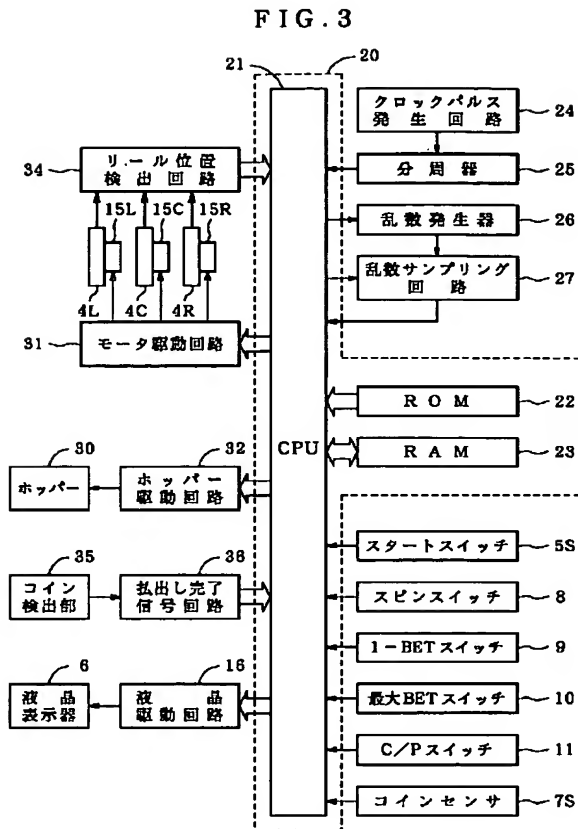 FIG.3
21
20
クロックパルス
発生回路
24
リール位置
検出回路
34
分周器
25
15L
15C
15R
乱数発生器
26
乱数サンプリング
回路
27
4L
4C
4R
モータ駆動回路
31
ROM
22
CPU
RAM
23
30
32
ホッパー
ホッパー
駆動回路
スタートスイッチ
5S
35
36
コイン
検出部
払出し完了
信号回路
スピンスイッチ
8
1-BETスイッチ
9
6
16
液晶
表示器
液晶
駆動回路
最大BETスイッチ
10
C/Pスイッチ
11
コインセンサ
7S